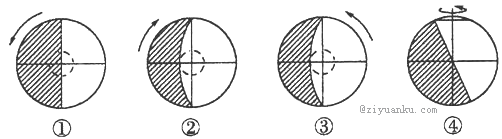 @ziyuanku.com
① ② ③ ④